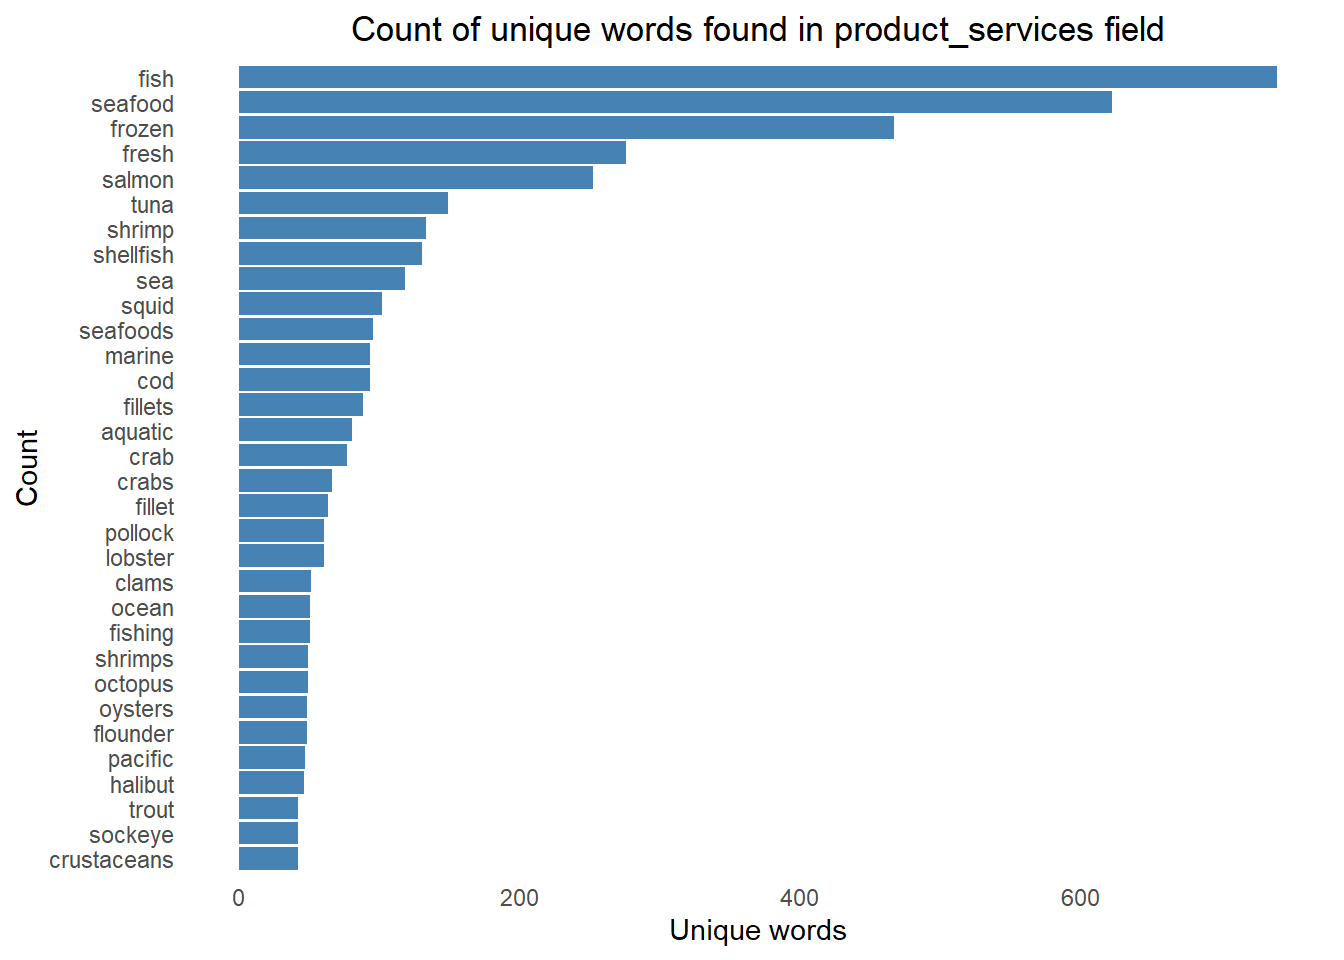 Count of unique words found in product_services field
fish
seafood
frozen
fresh
salmon
tuna
shrimp
shellfish
sea
squid
seafoods
marine
cod
fillets
aquatic
crab
crabs
fillet
pollock
lobster
clams
ocean
fishing
shrimps
octopus
oysters
flounder
pacific
halibut
trout
sockeye
crustaceans
Count
0 200 400 600
Unique words